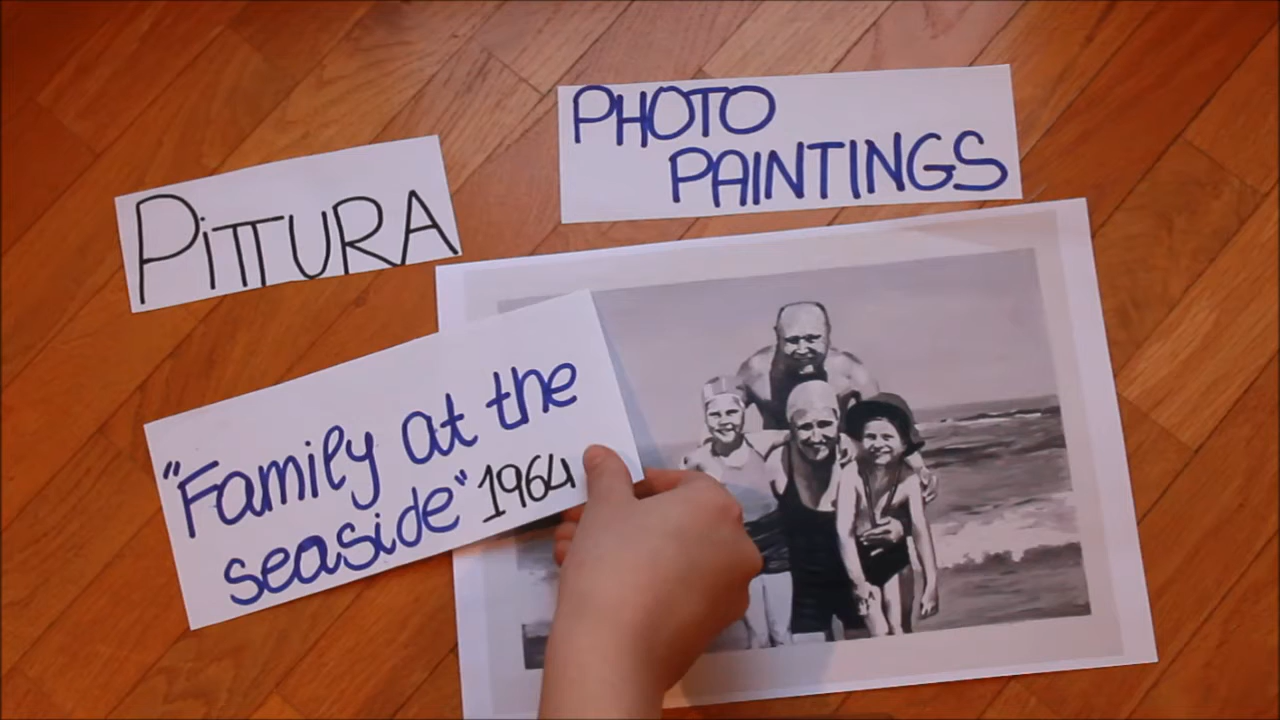 PiTTURA
PHOTO
PAINTINGS
"Family at the
seaside" 1964